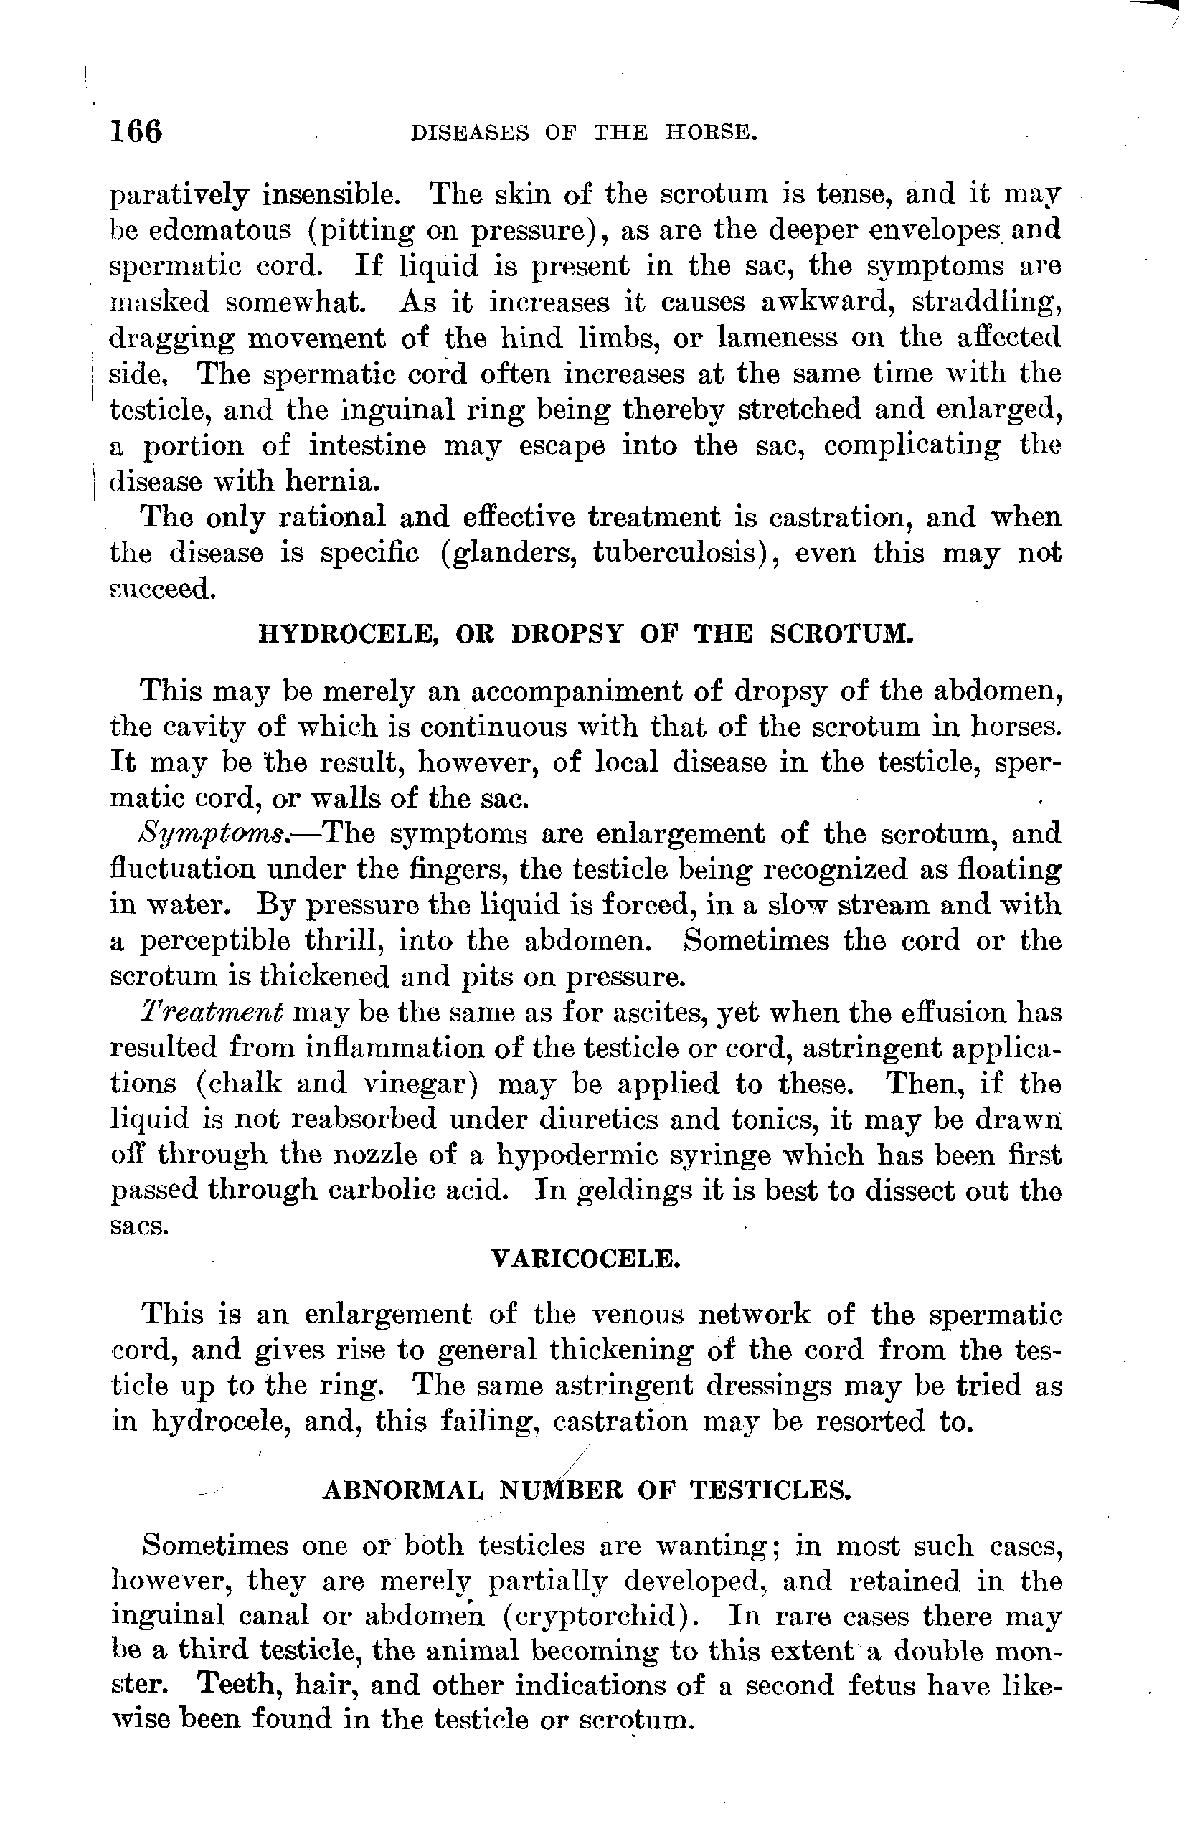 166 DISEASES OF THE HORSE.
paratively insensible. The skin of the scrotum is tense, and it may
be edematous (pitting on pressure), as are the deeper envelopes and
spermatic cord. If liquid is present in the sac, the symptoms are
masked somewhat. As it increases it causes awkward, straddling,
dragging movement of the hind limbs, or lameness on the affected
side. The spermatic cord often increases at the same time with the
testicle, and the inguinal ring being thereby stretched and enlarged,
a portion of intestine may escape into the sac, complicating the
disease with hernia.
The only rational and effective treatment is castration, and when
the disease is specific (glanders, tuberculosis), even this may not
succeed.
HYDROCELE, OR DROPSY OF THE SCROTUM.
This may be merely an accompaniment of dropsy of the abdomen,
the cavity of which is continuous with that of the scrotum in horses.
It may be the result, however, of local disease in the testicle, sper-
matic cord, or walls of the sac.
Symptoms.—The symptoms are enlargement of the scrotum, and
fluctuation under the fingers, the testicle being recognized as floating
in water. By pressure the liquid is forced, in a slow stream and with
a perceptible thrill, into the abdomen. Sometimes the cord or the
scrotum is thickened and pits on pressure.
Treatment may be the same as for ascites, yet when the effusion has
resulted from inflammation of the testicle or cord, astringent applica-
tions (chalk and vinegar) may be applied to these. Then, if the
liquid is not reabsorbed under diuretics and tonics, it may be drawn
off through the nozzle of a hypodermic syringe which has been first
passed through carbolic acid. In geldings it is best to dissect out the
sacs.
VARICOCELE.
This is an enlargement of the venous network of the spermatic
cord, and gives rise to general thickening of the cord from the tes-
ticle up to the ring. The same astringent dressings may be tried as
in hydrocele, and, this failing, castration may be resorted to.
ABNORMAL NUMBER OF TESTICLES.
Sometimes one or both testicles are wanting; in most such cases,
however, they are merely partially developed, and retained in the
inguinal canal or abdomen (cryptorchid). In rare cases there may
be a third testicle, the animal becoming to this extent a double mon-
ster. Teeth, hair, and other indications of a second fetus have like-
wise been found in the testicle or scrotum.